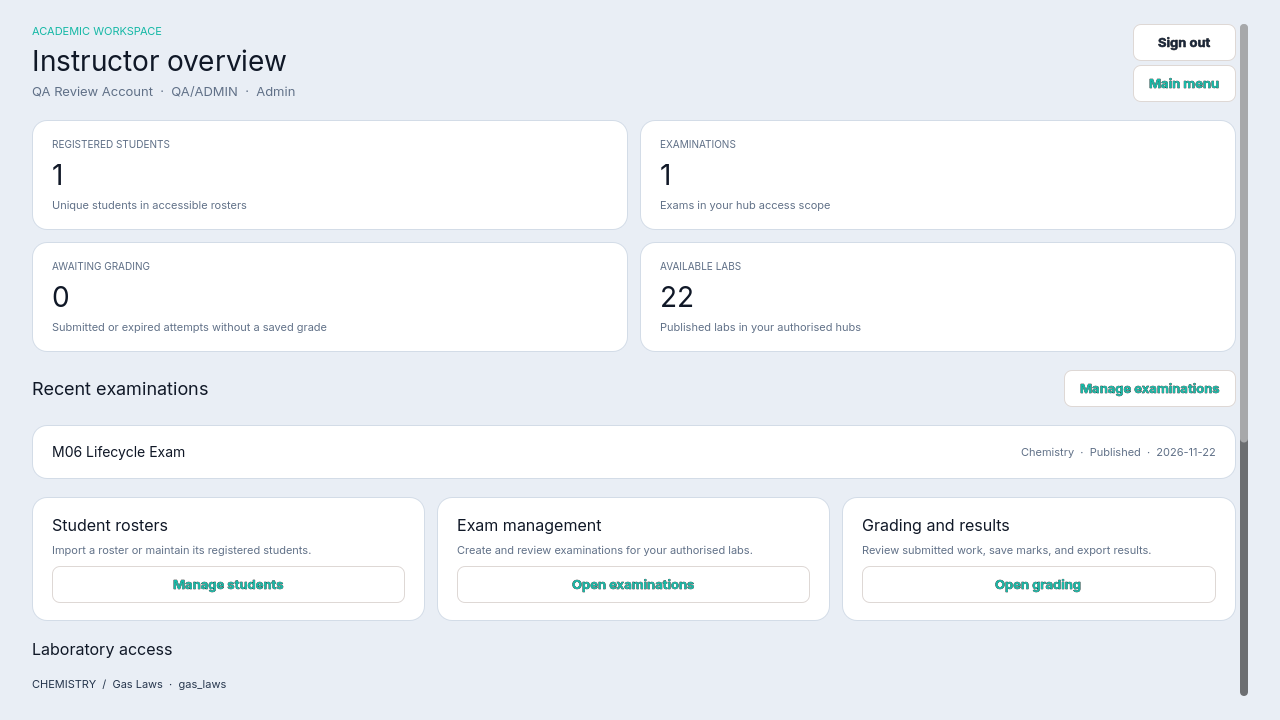 ACADEMIC WORKSPACE
Instructor overview
QA Review Account · QA/ADMIN · Admin
Sign out
Main menu
REGISTERED STUDENTS
1
Unique students in accessible rosters
EXAMINATIONS
1
Exams in your hub access scope
AWAITING GRADING
0
Submitted or expired attempts without a saved grade
AVAILABLE LABS
22
Published labs in your authorised hubs
Recent examinations
Manage examinations
M06 Lifecycle Exam
Chemistry · Published · 2026-11-22
Student rosters
Import a roster or maintain its registered students.
Manage students
Exam management
Create and review examinations for your authorised labs.
Open examinations
Grading and results
Review submitted work, save marks, and export results.
Open grading
Laboratory access
CHEMISTRY / Gas Laws · gas_laws